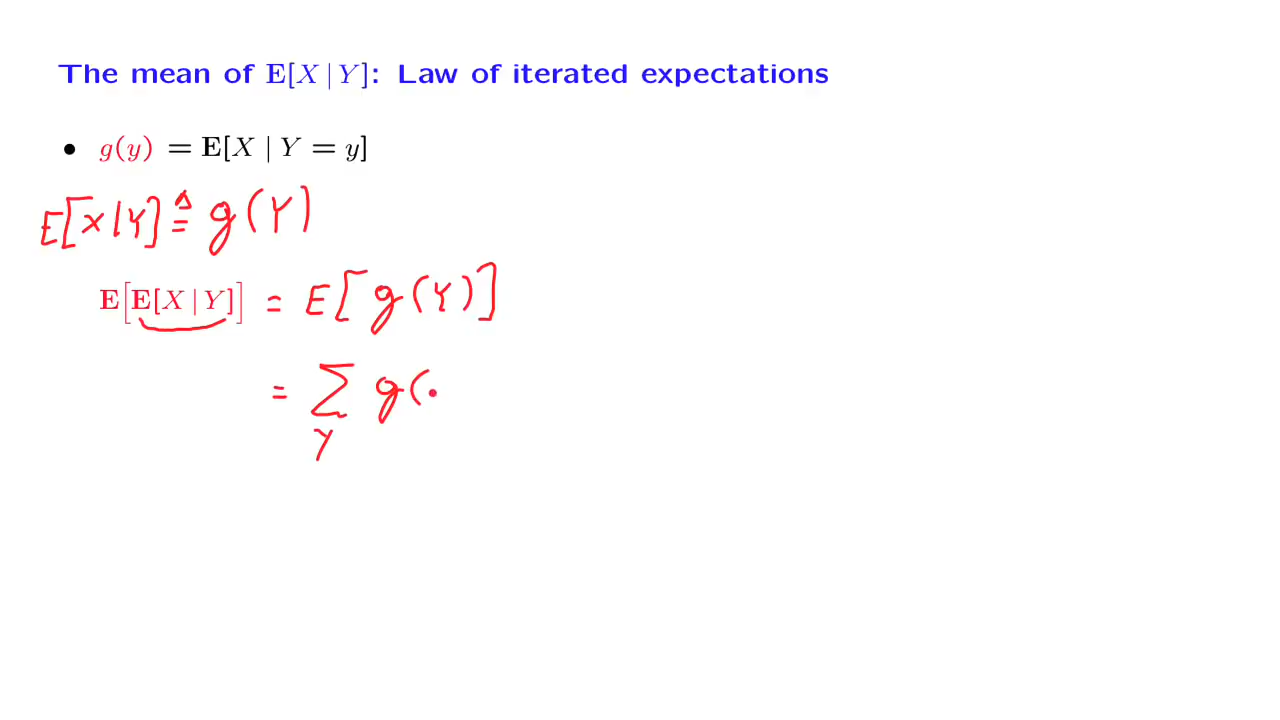 The mean of E[X | Y]: Law of iterated expectations
• g(y) = E[X | Y = y]
E[X|Y] ≜ g(Y)
E[E[X | Y]] = E[g(Y)]
= ∑ g(
y